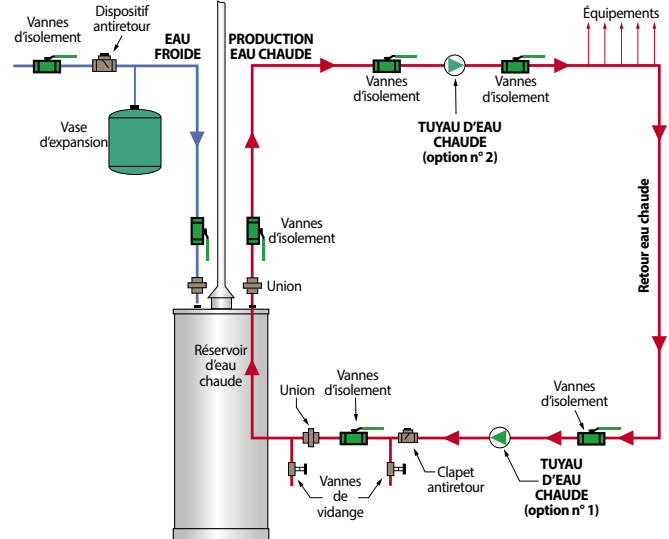 Dispositif
antiretour
Vannes
d'isolement
EAU
FROIDE
PRODUCTION
EAU CHAUDE
Équipements
Vannes
d'isolement
Vannes
d'isolement
Vase
d'expansion
TUYAU D'EAU
CHAUDE
(option n° 2)
Vannes
d'isolement
Retour eau chaude
Union
Réservoir
d'eau
chaude
Union
Vannes
d'isolement
Vannes
d'isolement
Clapet
antiretour
TUYAU
D'EAU
CHAUDE
(option n° 1)
Vannes
de
vidange